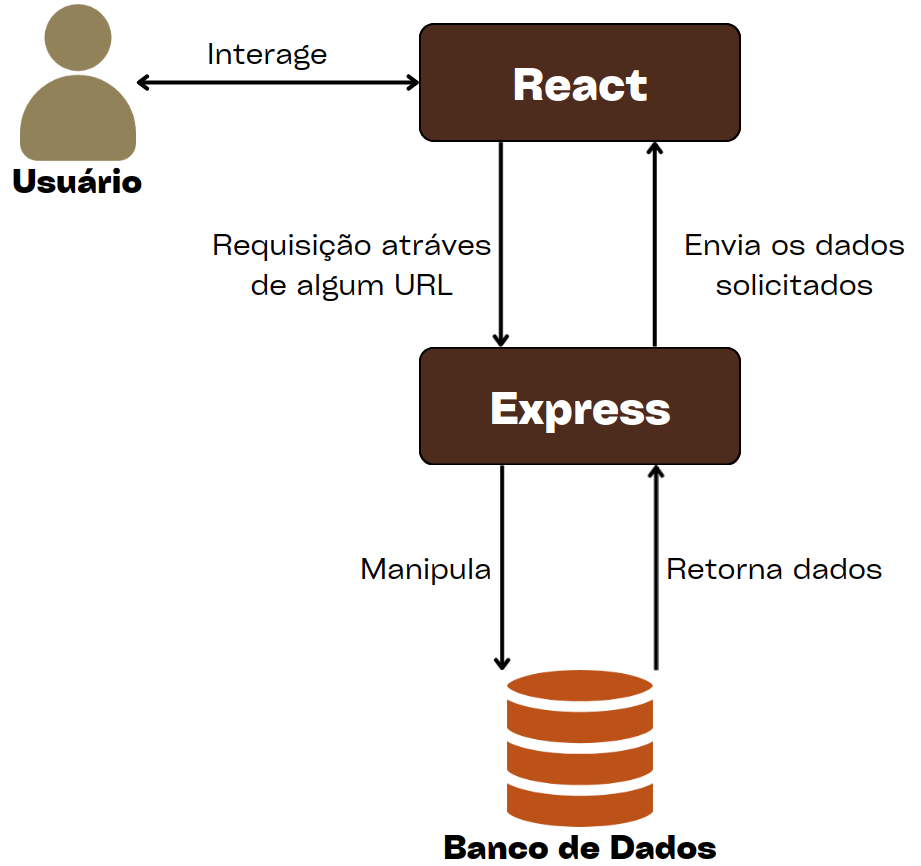 Interage
React
Usuário
Requisição atráves
de algum URL
Envia os dados
solicitados
Express
Manipula
Retorna dados
Banco de Dados